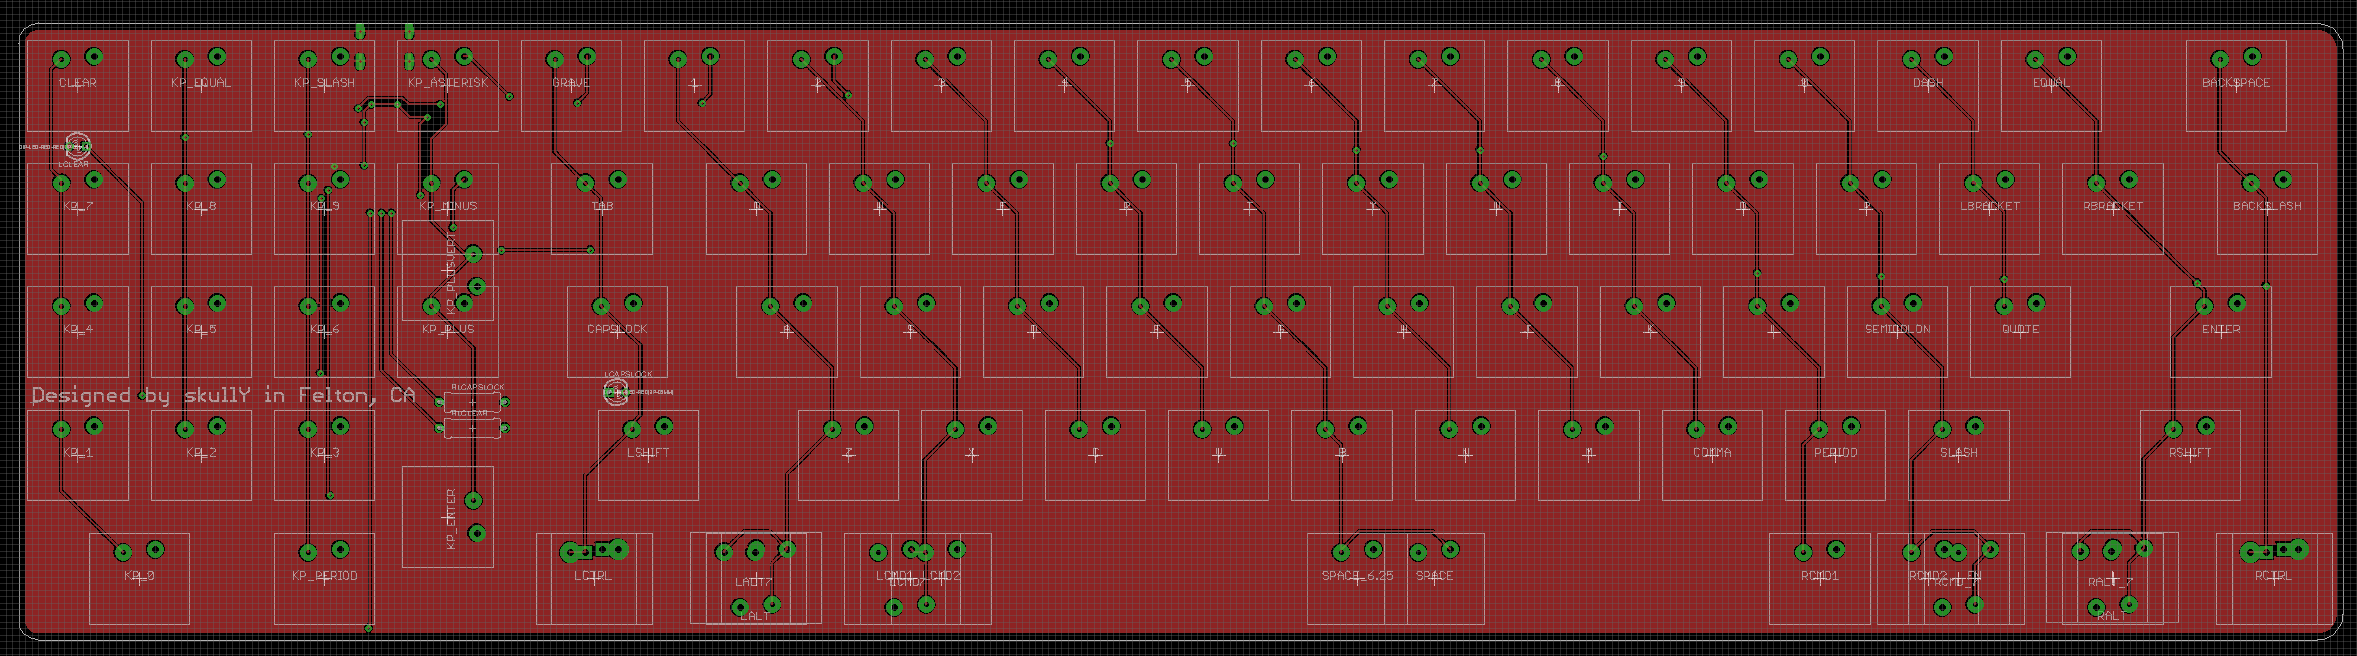 CLEAR KP_EQUAL KP_SLASH KP_ASTERISK GRAVE 1 2 3 4 5 6 7 8 9 0 DASH EQUAL BACKSPACE
LCLEAR
KP_7 KP_8 KP_9 KP_MINUS TAB LBRACKET RBRACKET BACKSLASH
KP_PLUSVERT
KP_4 KP_5 KP_6 KP_PLUS CAPSLOCK SEMICOLON QUOTE ENTER
LCAPSLOCK
RLCAPSLOCK
Designed by skullY in Felton, CA
RLCLEAR
KP_1 KP_2 KP_3 LSHIFT Z X C V B N M COMMA PERIOD SLASH RSHIFT
KP_ENTER
KP_0 KP_PERIOD LCTRL LALT7 LCMD1 LCMD2 SPACE_6.25 SPACE RCMD1 RCMD2 FN RALT_7 RCTRL
LALT RALT